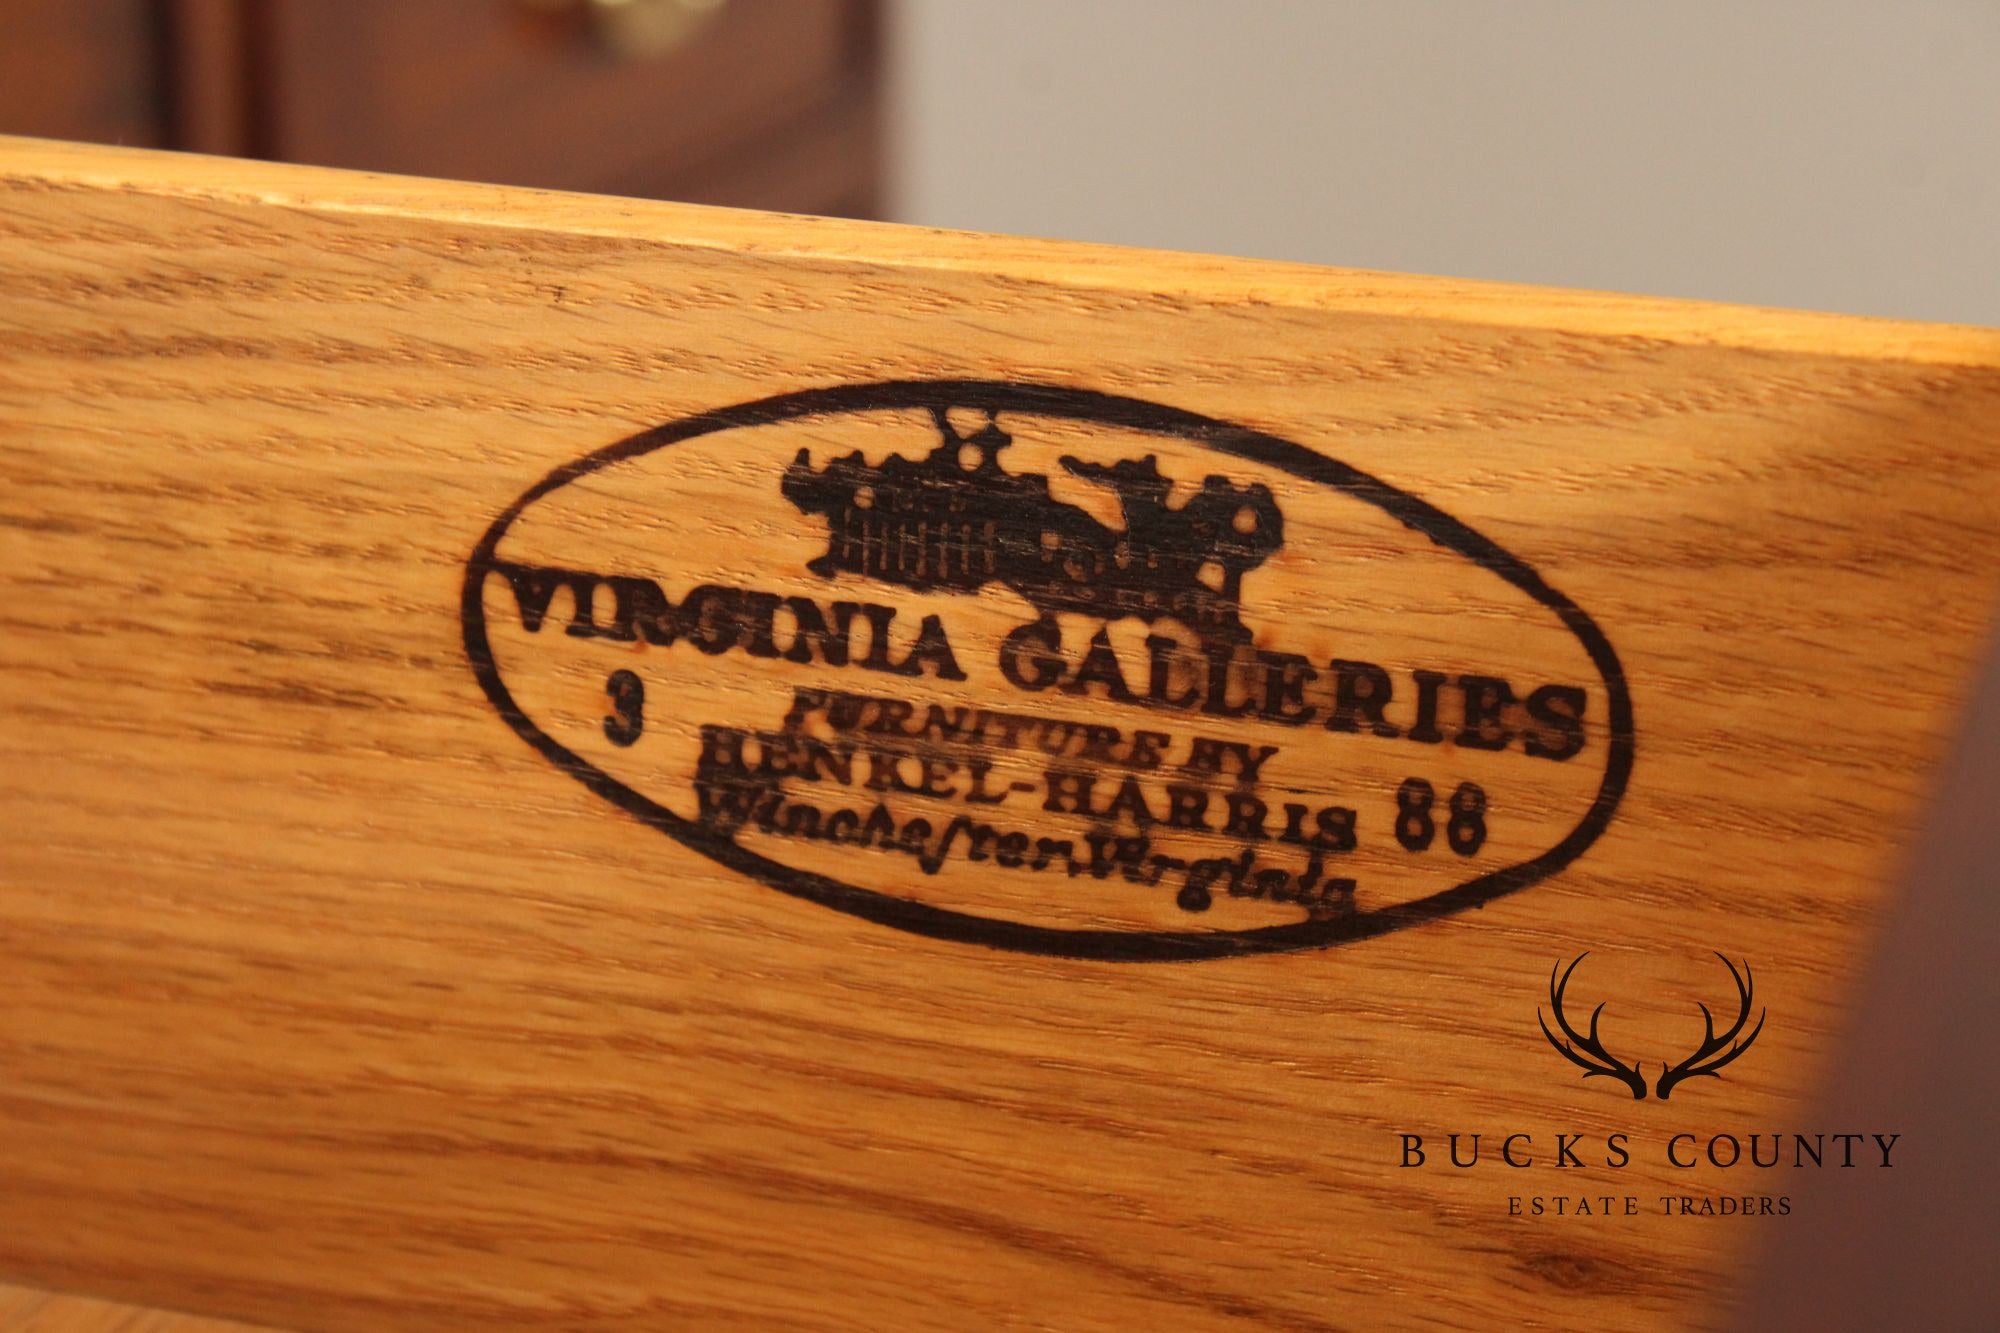 VIRGINIA GALLERIES
3 FURNITURE BY
HENKEL-HARRIS 88
Winchester, Virginia
BUCKS COUNTY
ESTATE TRADERS